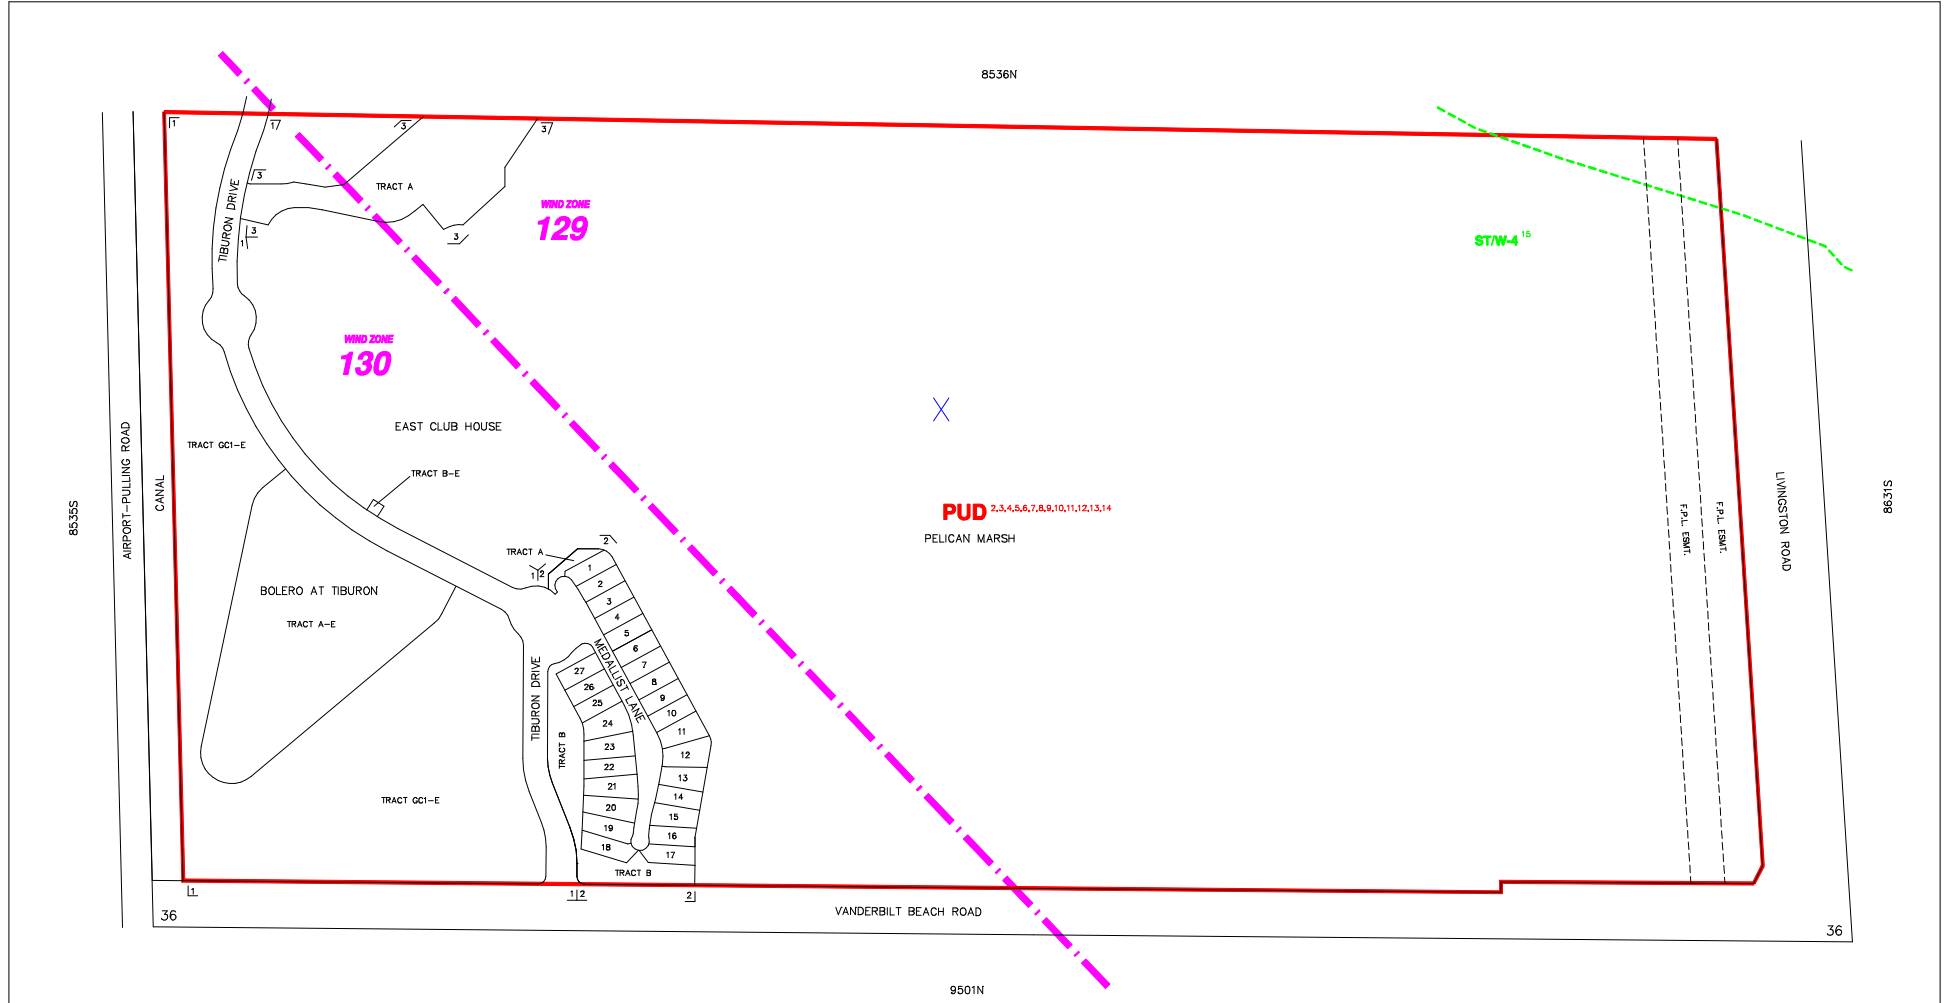 8536N
1
17
3
3
3
TRACT A
TIBURON DRIVE
WIND ZONE
129
3
1
3
ST/W-4 15
WIND ZONE
130
EAST CLUB HOUSE
TRACT GC1-E
TRACT B-E
AIRPORT-PULLING ROAD
CANAL
8535S
PUD 2,3,4,5,6,7,8,9,10,11,12,13,14
PELICAN MARSH
F.P.L. ESMT.
F.P.L. ESMT.
LIVINGSTON ROAD
8631S
2
TRACT A
1
2
BOLERO AT TIBURON
TRACT A-E
1
2
3
4
5
6
7
8
9
10
11
12
13
14
15
16
17
MEDALLIST LANE
27
26
25
24
23
22
21
20
19
18
TIBURON DRIVE
TRACT B
TRACT GC1-E
TRACT B
1
1
2
2
36
VANDERBILT BEACH ROAD
36
9501N